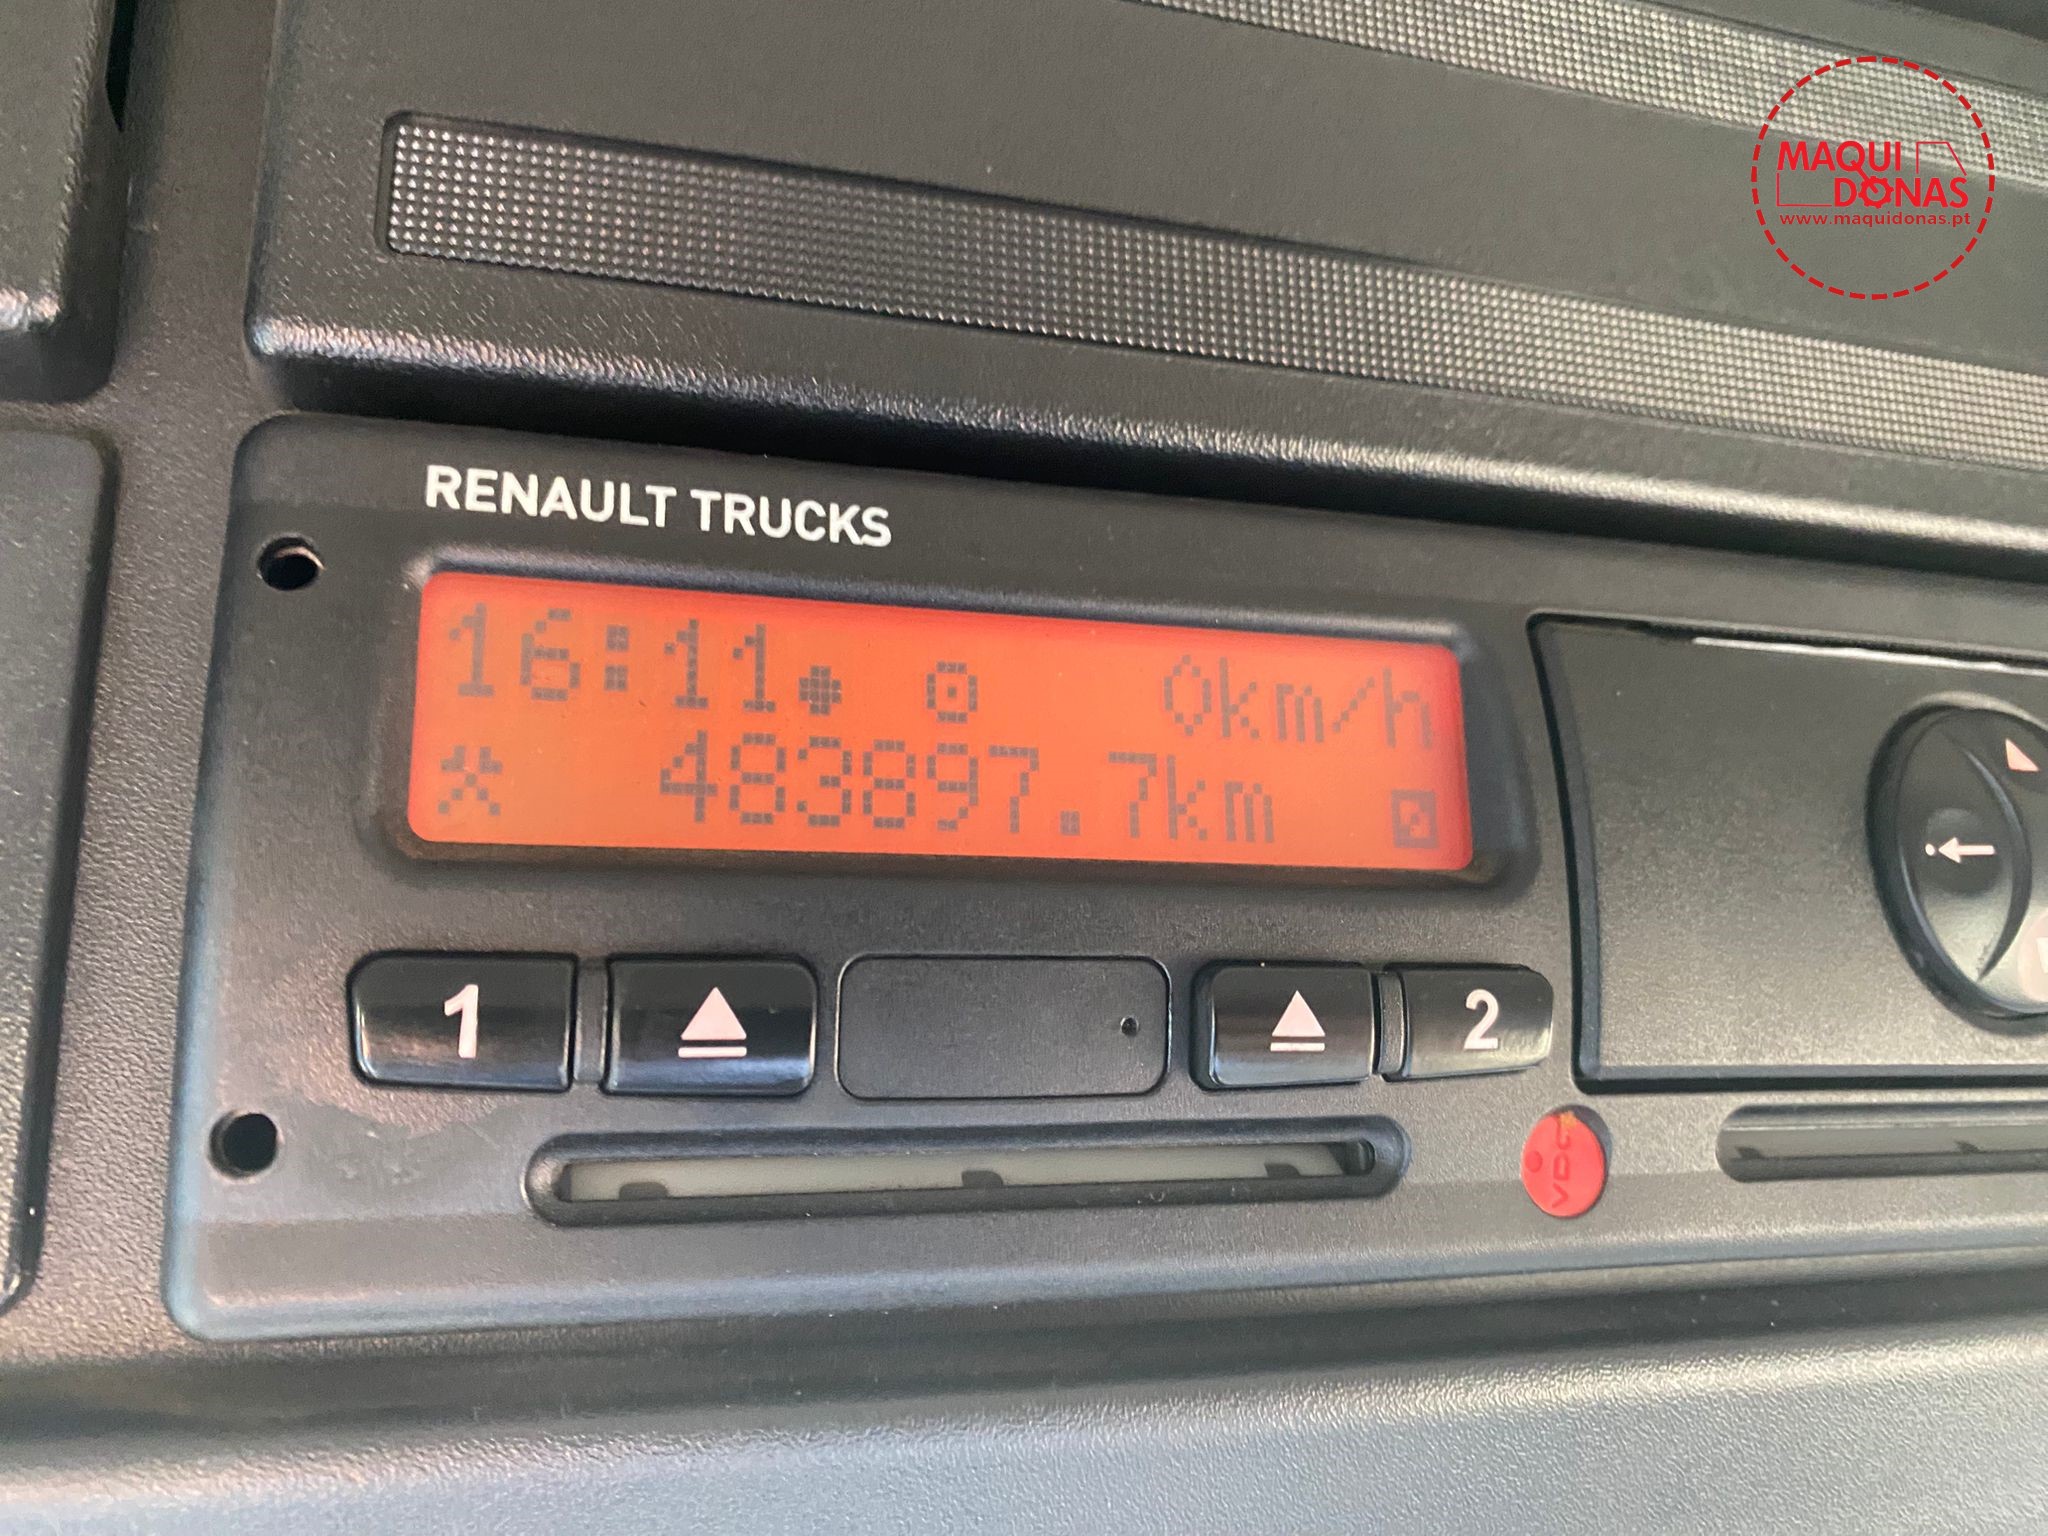 MAQUI
DONAS
www.maquidonas.pt
RENAULT TRUCKS
16:11 0km/h
483897.7km
1
2
VDO